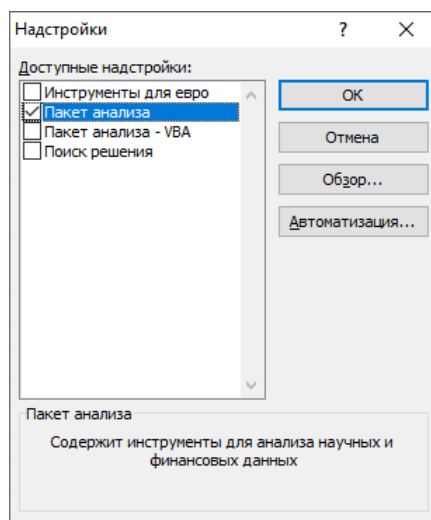 Надстройки
Доступные надстройки:
Инструменты для евро
Пакет анализа
Пакет анализа - VBA
Поиск решения
OK
Отмена
Обзор...
Автоматизация...
Пакет анализа
Содержит инструменты для анализа научных и
финансовых данных